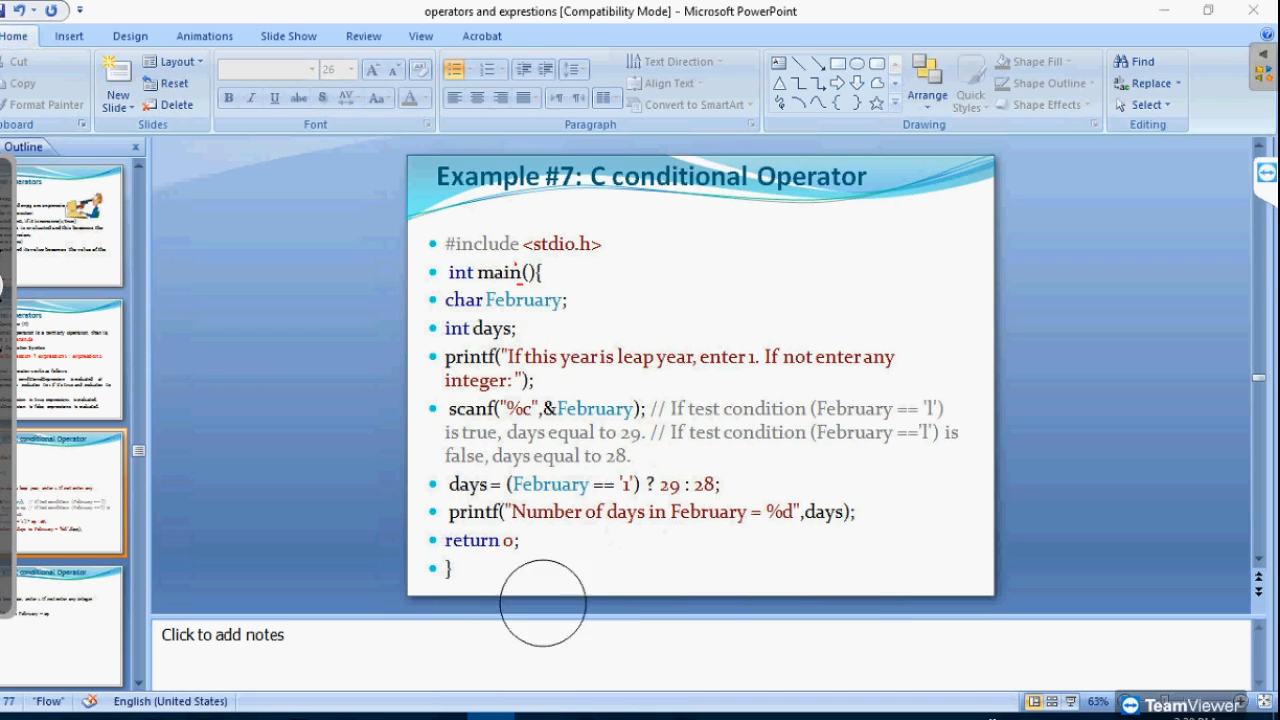 operators and exprestions [Compatibility Mode] – Microsoft PowerPoint
Home Insert Design Animations Slide Show Review View Acrobat
Cut
Copy
Format Painter
New Slide
Layout
Reset
Delete
Slides
26
B I U abc S AV Aa A
Font
Paragraph
Text Direction
Align Text
Convert to SmartArt
Arrange
Quick Styles
Shape Fill
Shape Outline
Shape Effects
Drawing
Find
Replace
Select
Editing
Outline
Example #7: C conditional Operator
#include <stdio.h>
int main(){
char February;
int days;
printf("If this year is leap year, enter 1. If not enter any
integer: ");
scanf("%c",&February); // If test condition (February == 'l')
is true, days equal to 29. // If test condition (February =='l') is
false, days equal to 28.
days = (February == '1') ? 29 : 28;
printf("Number of days in February = %d",days);
return 0;
}
Click to add notes
77 "Flow" English (United States) 63%
TeamViewer